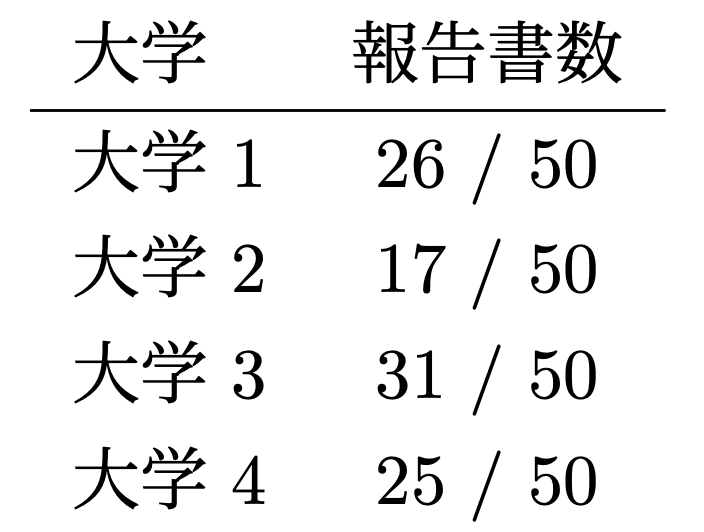 大学 報告書数
大学 1 26 / 50
大学 2 17 / 50
大学 3 31 / 50
大学 4 25 / 50